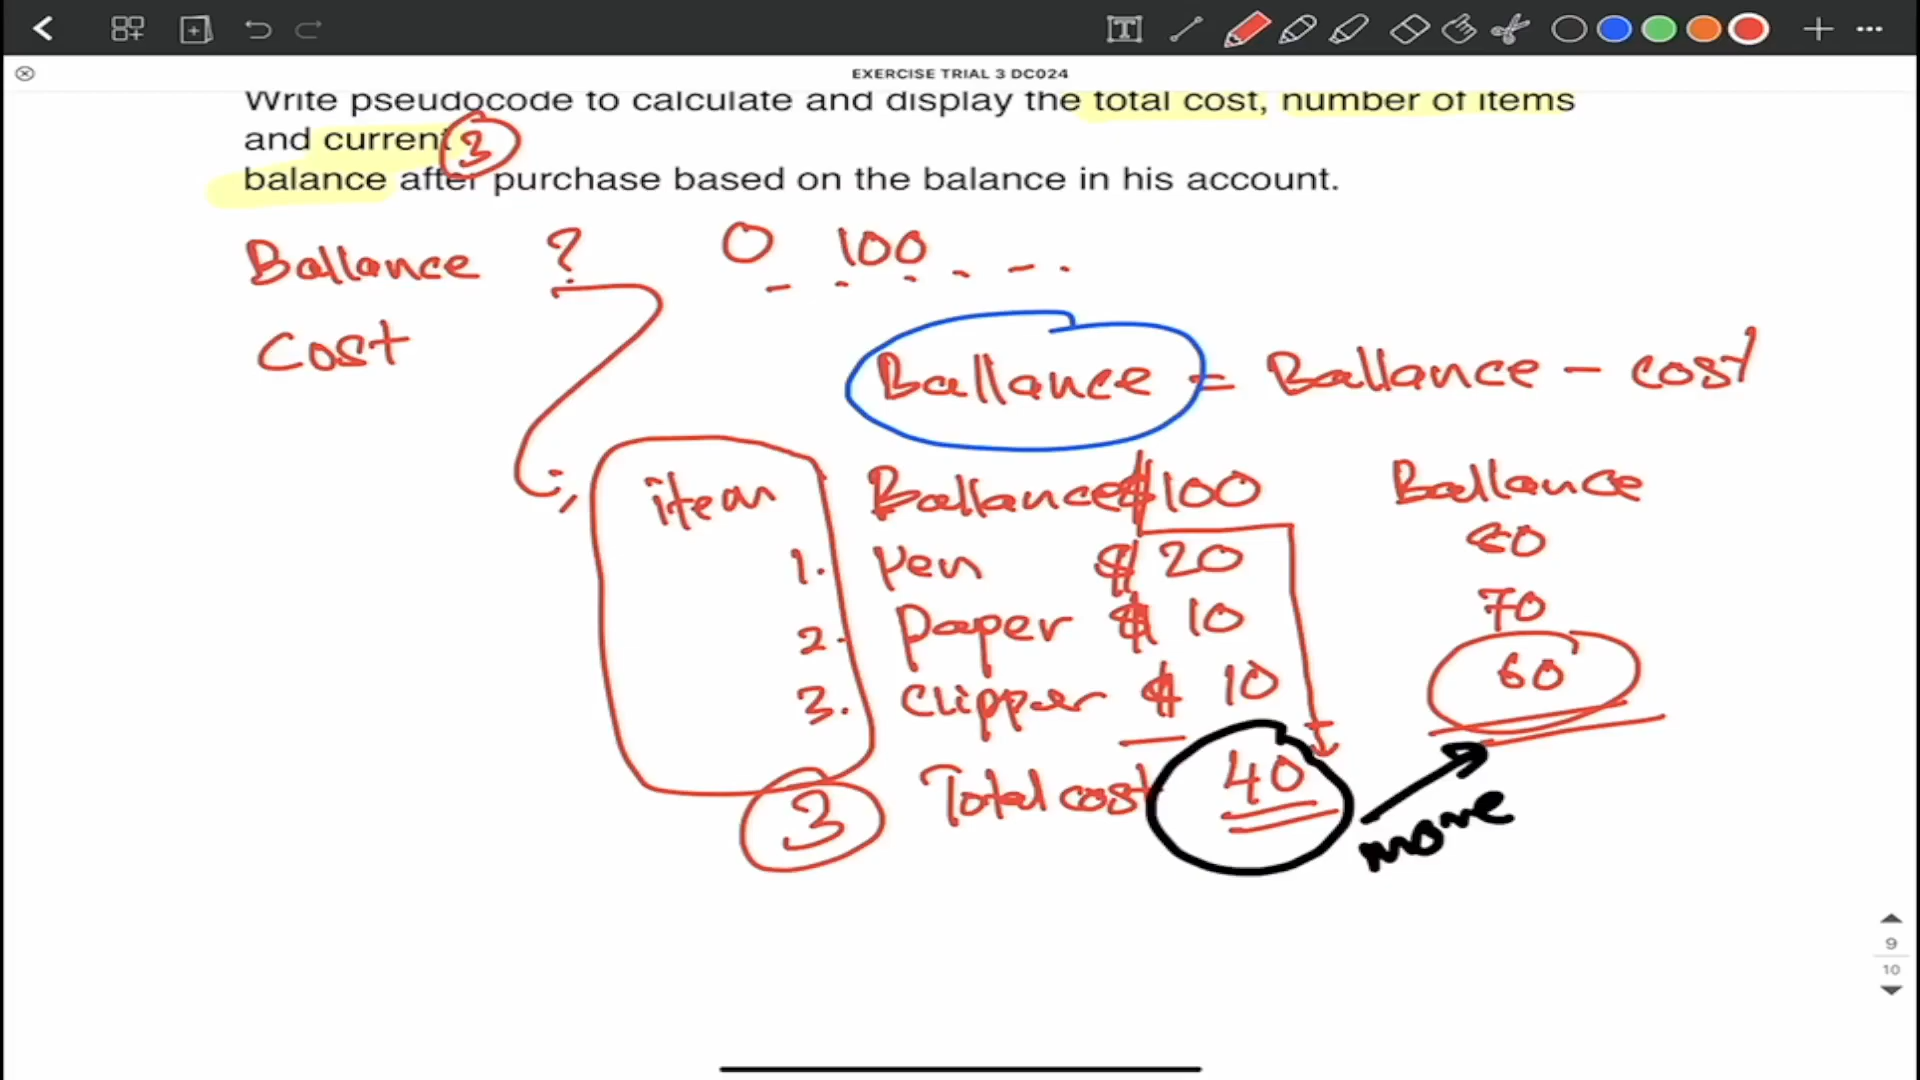 EXERCISE TRIAL 3 DC024
Write pseudocode to calculate and display the total cost, number of items
and current 3
balance after purchase based on the balance in his account.
Ballance ? 0 100
Cost
Ballance = Ballance - cost
item Ballance $100 Ballance
1. Pen $ 20 80
2. Paper $ 10 70
3. Clipper $ 10 60
3 Total cost 40
more
9
10